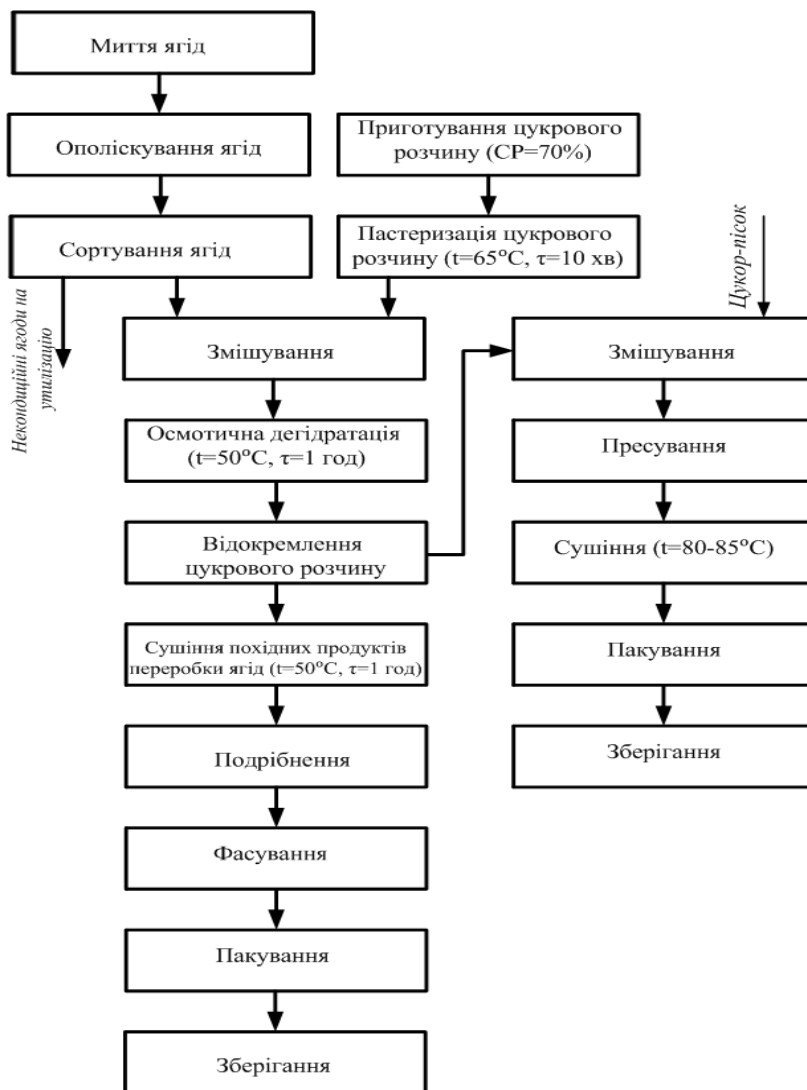 Миття ягід
Ополіскування ягід
Сортування ягід
Некондиційні ягоди на
утилізацію
Приготування цукрового
розчину (СР=70%)
Пастеризація цукрового
розчину (t=65°C, τ=10 хв)
Змішування
Осмотична дегідратація
(t=50°C, τ=1 год)
Відокремлення
цукрового розчину
Сушіння похідних продуктів
переробки ягід (t=50°C, τ=1 год)
Подрібнення
Фасування
Пакування
Зберігання
Цукор-пісок
Змішування
Пресування
Сушіння (t=80-85°C)
Пакування
Зберігання